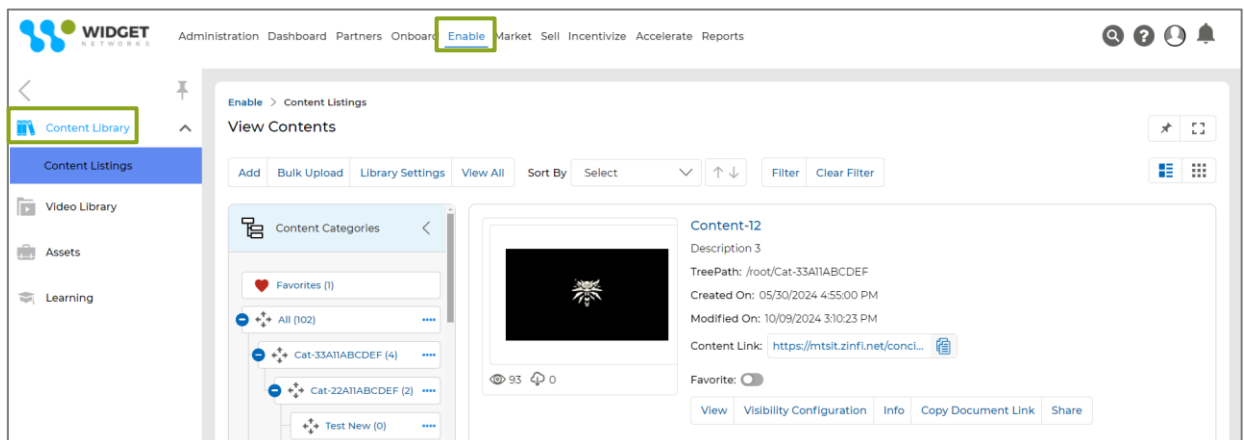 WIDGET
NETWORKS
Administration Dashboard Partners Onboard Enable Market Sell Incentivize Accelerate Reports
Content Library
Content Listings
Video Library
Assets
Learning
Enable > Content Listings
View Contents
Add Bulk Upload Library Settings View All Sort By Select Filter Clear Filter
Content Categories
Favorites (1)
All (102)
Cat-33A11ABCDEF (4)
Cat-22A11ABCDEF (2)
Test New (0)
93 0
Content-12
Description 3
TreePath: /root/Cat-33A11ABCDEF
Created On: 05/30/2024 4:55:00 PM
Modified On: 10/09/2024 3:10:23 PM
Content Link: https://mtsit.zinfi.net/conci...
Favorite:
View Visibility Configuration Info Copy Document Link Share